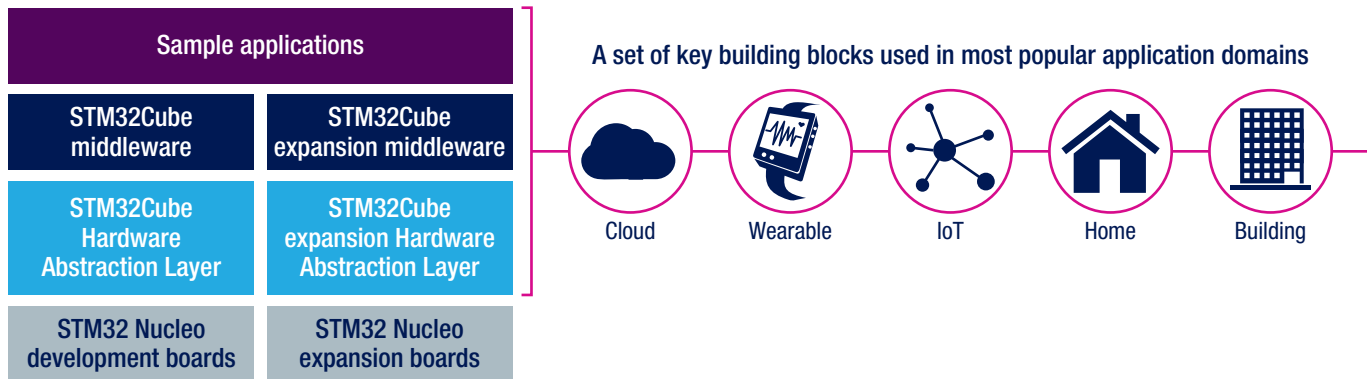 Sample applications
STM32Cube
middleware
STM32Cube
expansion middleware
STM32Cube
Hardware
Abstraction Layer
STM32Cube
expansion Hardware
Abstraction Layer
STM32 Nucleo
development boards
STM32 Nucleo
expansion boards
A set of key building blocks used in most popular application domains
Cloud
Wearable
IoT
Home
Building